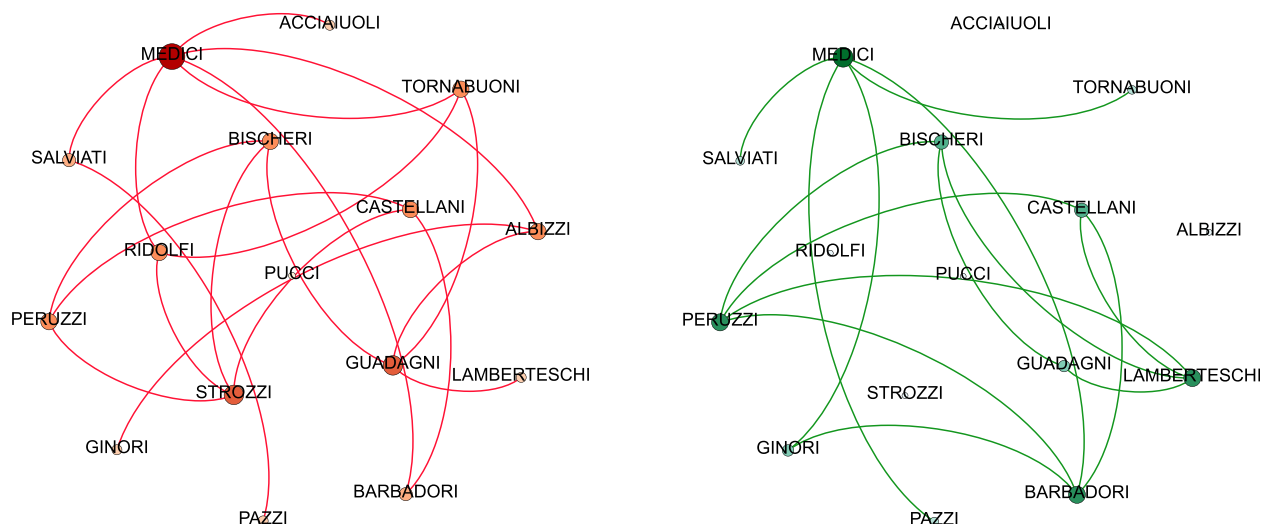 ACCIAIUOLI
MEDICI
TORNABUONI
BISCHERI
SALVIATI
CASTELLANI
ALBIZZI
RIDOLFI
PUCCI
PERUZZI
GUADAGNI
LAMBERTESCHI
STROZZI
GINORI
BARBADORI
PAZZI
ACCIAIUOLI
MEDICI
TORNABUONI
BISCHERI
SALVIATI
CASTELLANI
ALBIZZI
RIDOLFI
PUCCI
PERUZZI
GUADAGNI
LAMBERTESCHI
STROZZI
GINORI
BARBADORI
PAZZI